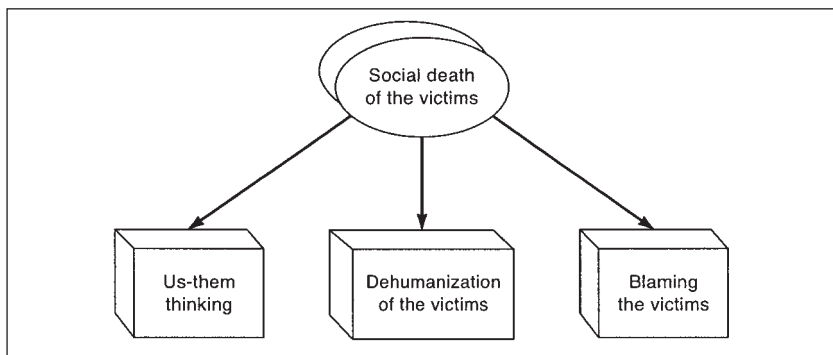 Social death
of the victims
Us-them
thinking
Dehumanization
of the victims
Blaming
the victims